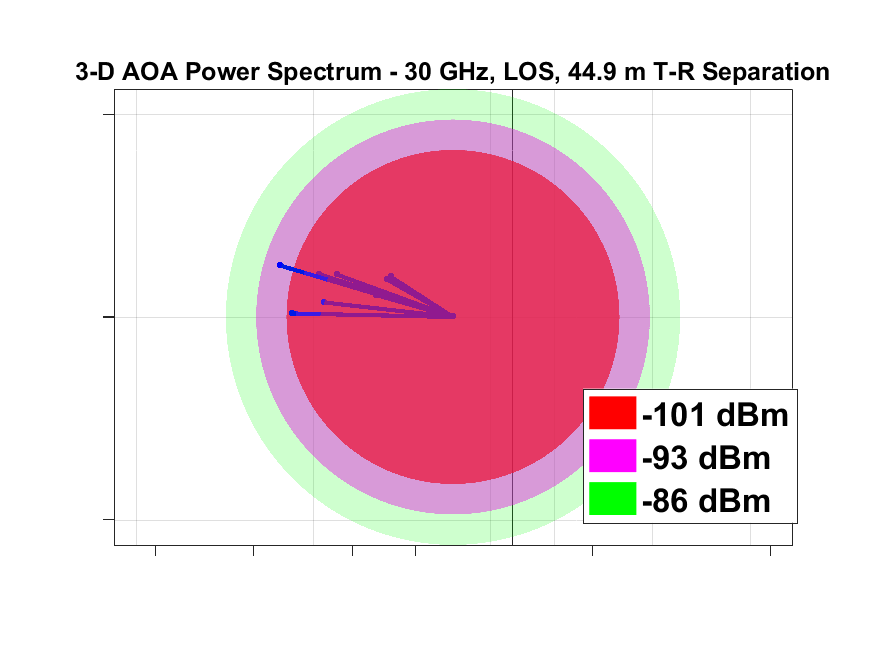 3-D AOA Power Spectrum - 30 GHz, LOS, 44.9 m T-R Separation
-101 dBm
-93 dBm
-86 dBm